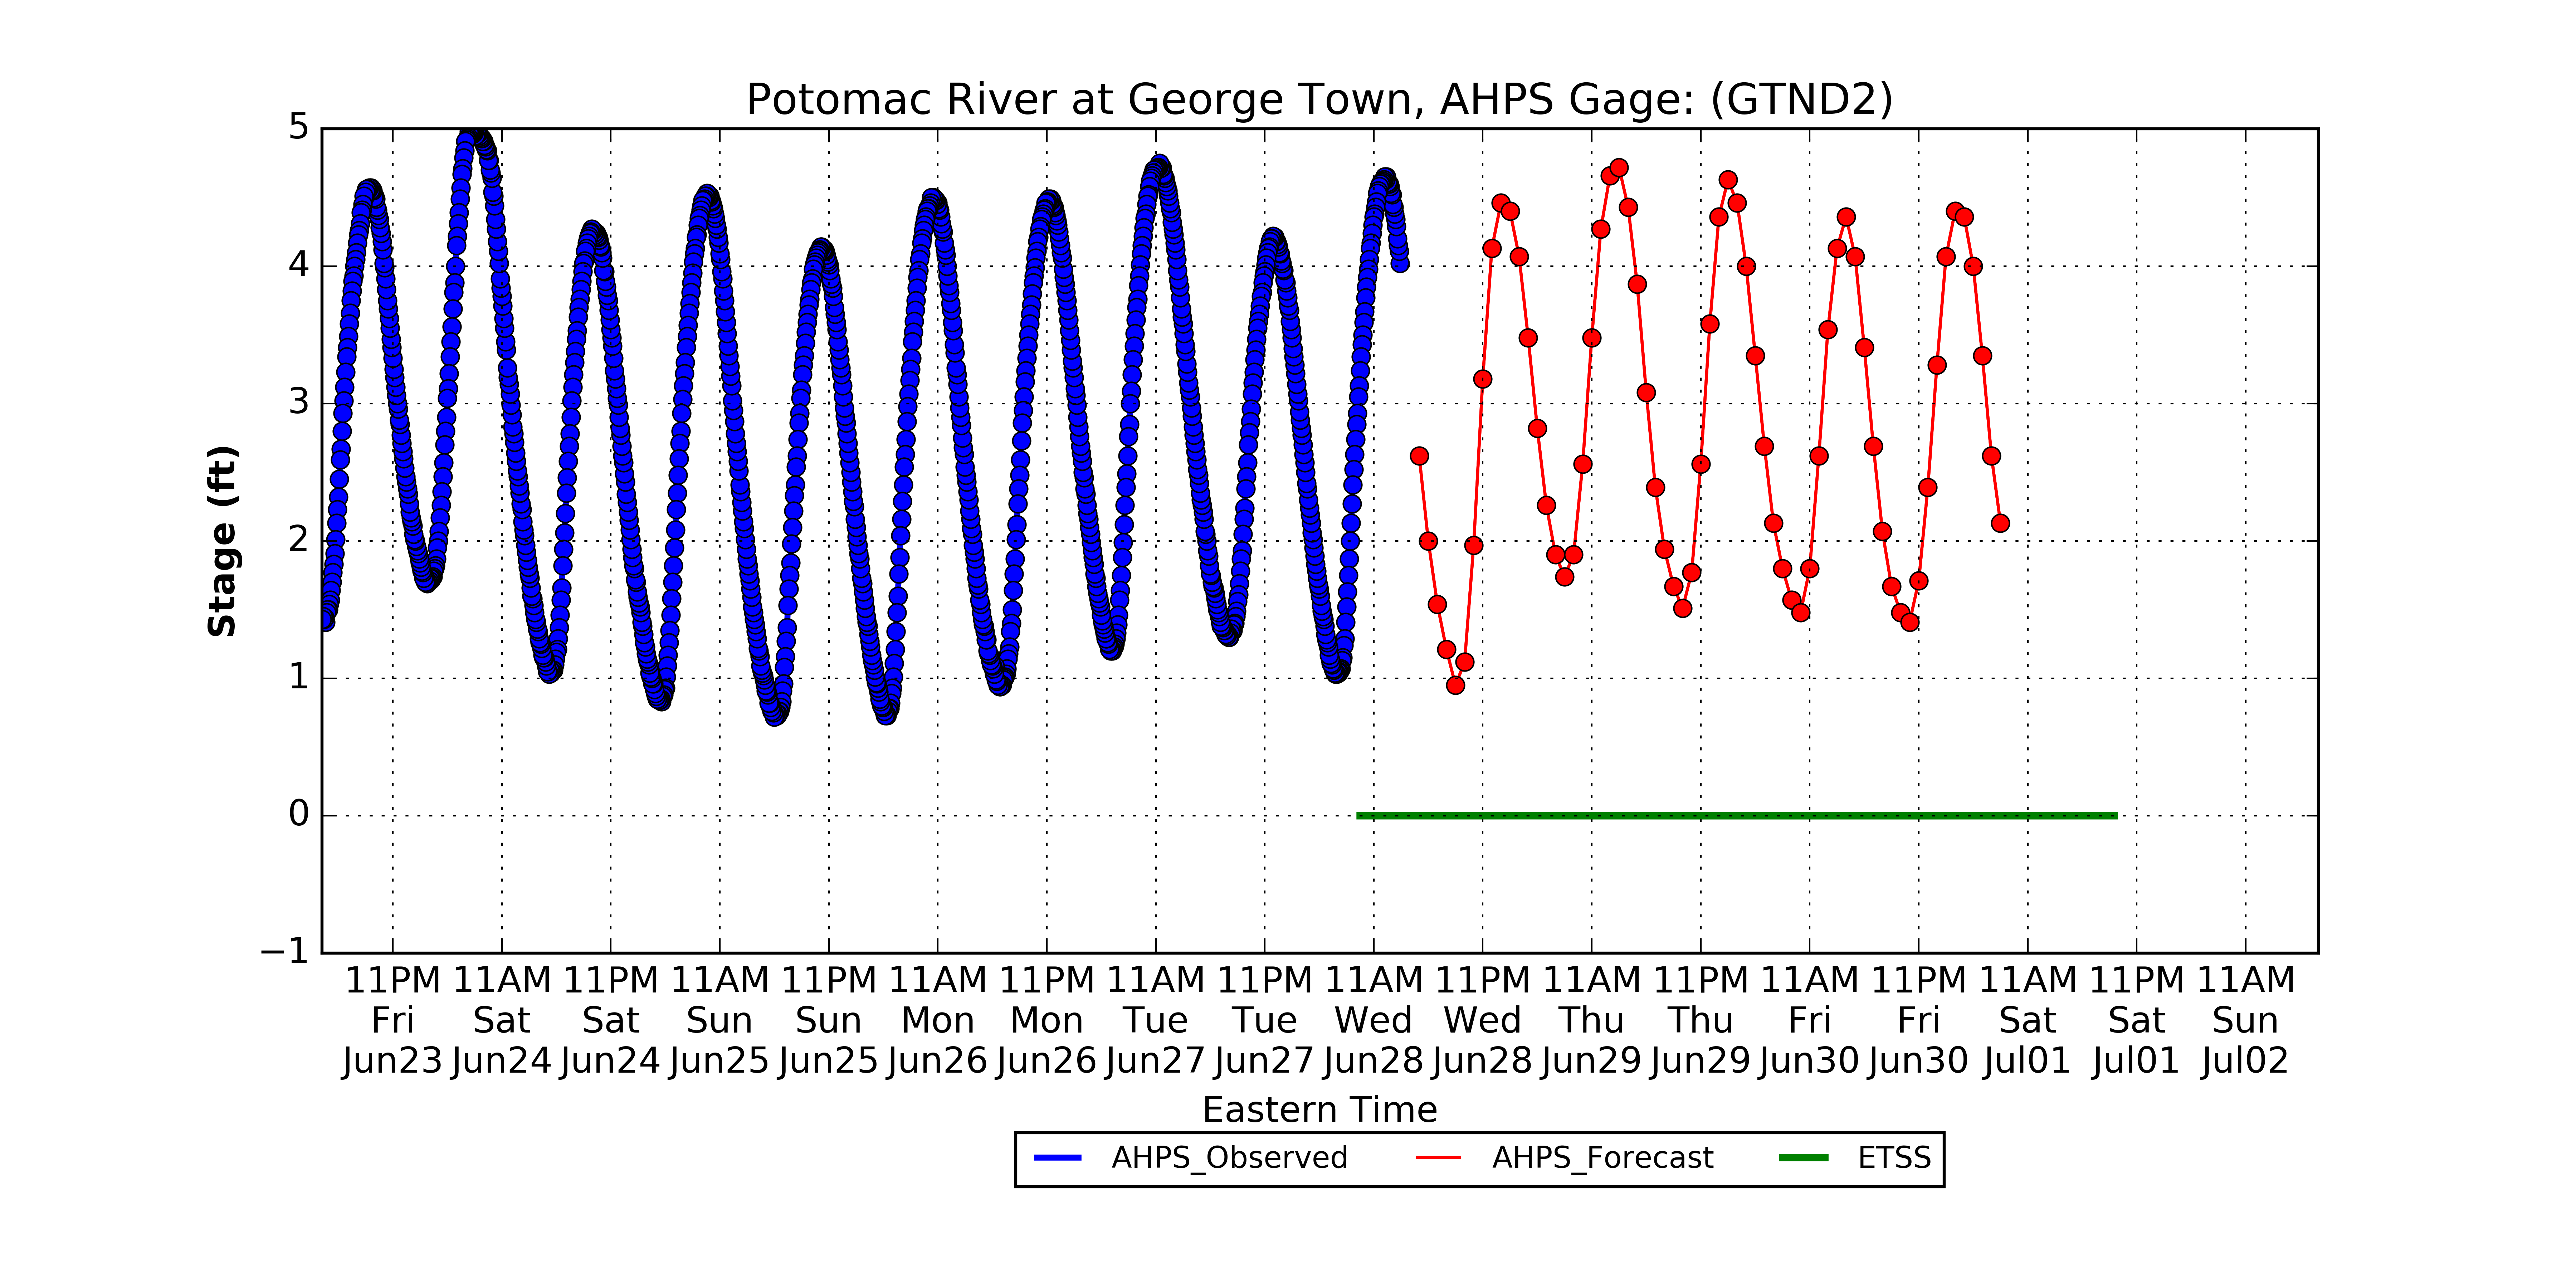 Potomac River at George Town, AHPS Gage: (GTND2)
Stage (ft)
5
4
3
2
1
0
−1
11PM 11AM 11PM 11AM 11PM 11AM 11PM 11AM 11PM 11AM 11PM 11AM 11PM 11AM 11PM 11AM 11PM 11AM
Fri Sat Sat Sun Sun Mon Mon Tue Tue Wed Wed Thu Thu Fri Fri Sat Sat Sun
Jun23 Jun24 Jun24 Jun25 Jun25 Jun26 Jun26 Jun27 Jun27 Jun28 Jun28 Jun29 Jun29 Jun30 Jun30 Jul01 Jul01 Jul02
Eastern Time
AHPS_Observed AHPS_Forecast ETSS